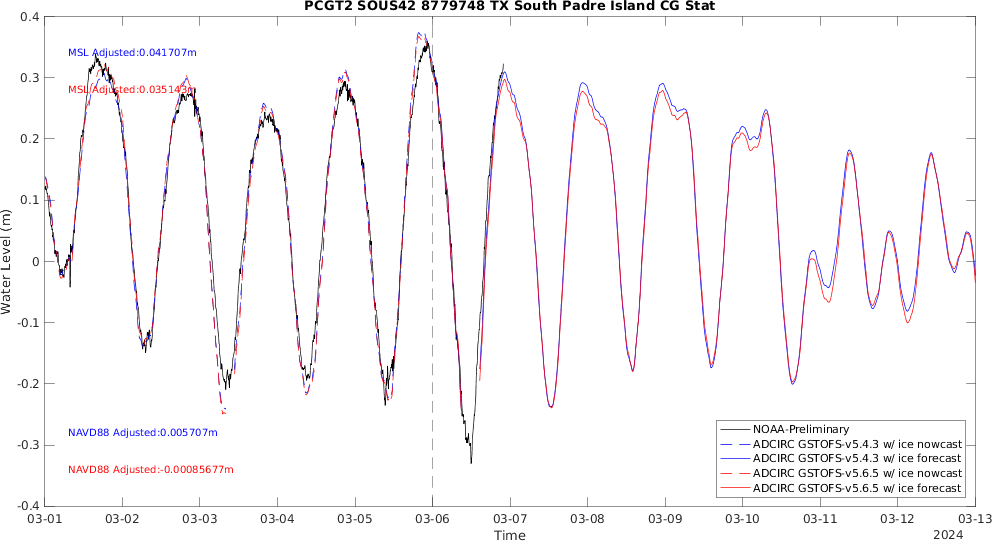 PCGT2 SOUS42 8779748 TX South Padre Island CG Stat
0.4
0.3
0.2
0.1
0
-0.1
-0.2
-0.3
-0.4
Water Level (m)
MSL Adjusted:0.041707m
MSL Adjusted:0.035143m
NAVD88 Adjusted:0.005707m
NAVD88 Adjusted:-0.00085677m
NOAA-Preliminary
ADCIRC GSTOFS-v5.4.3 w/ ice nowcast
ADCIRC GSTOFS-v5.4.3 w/ ice forecast
ADCIRC GSTOFS-v5.6.5 w/ ice nowcast
ADCIRC GSTOFS-v5.6.5 w/ ice forecast
03-01 03-02 03-03 03-04 03-05 03-06 03-07 03-08 03-09 03-10 03-11 03-12 03-13
Time
2024